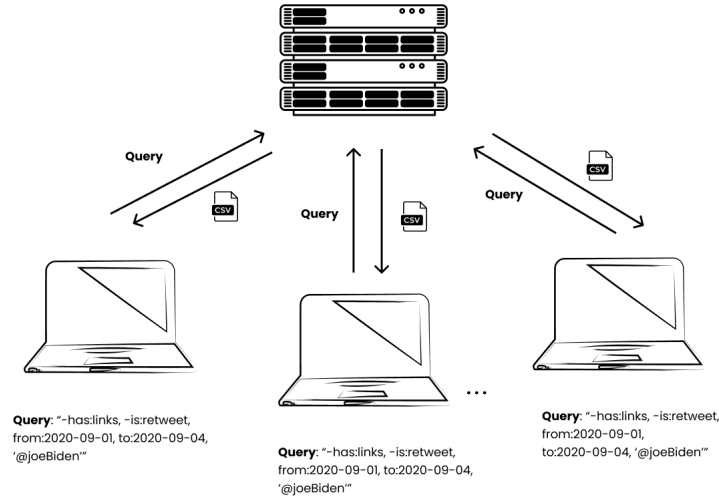 Query
CSV
Query
CSV
Query
CSV
...
Query: “-has:links, -is:retweet,
from:2020-09-01, to:2020-09-04,
‘@joeBiden’”
Query: “-has:links, -is:retweet,
from:2020-09-01, to:2020-09-04,
‘@joeBiden’”
Query: “-has:links, -is:retweet,
from:2020-09-01,
to:2020-09-04, ‘@joeBiden’”